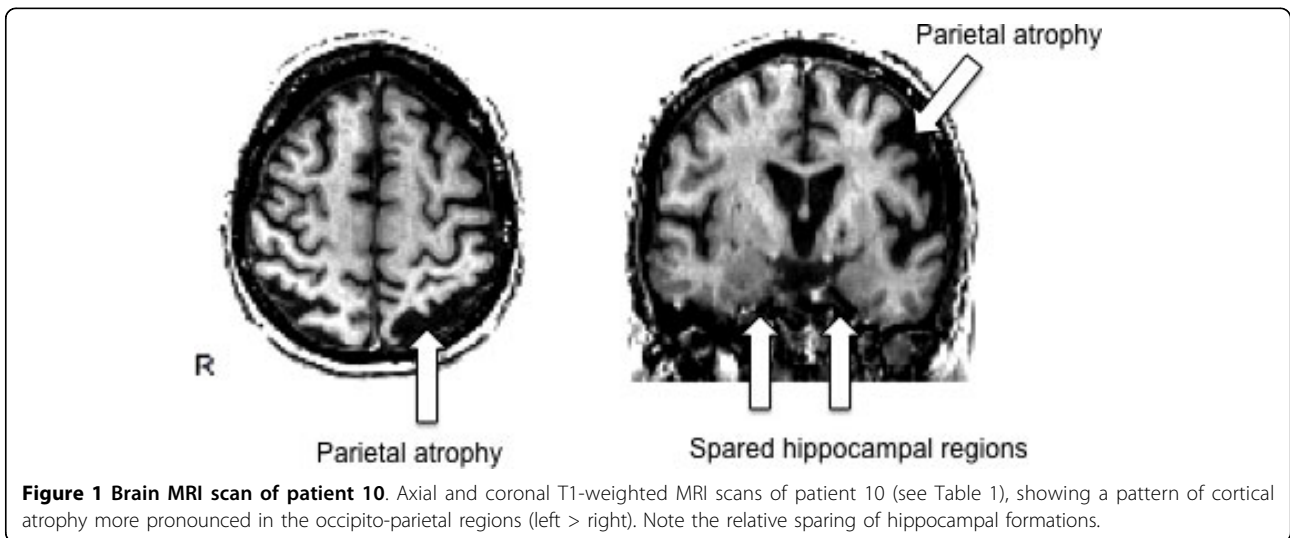 Parietal atrophy
R
Parietal atrophy
Spared hippocampal regions
Figure 1 Brain MRI scan of patient 10. Axial and coronal T1-weighted MRI scans of patient 10 (see Table 1), showing a pattern of cortical
atrophy more pronounced in the occipito-parietal regions (left > right). Note the relative sparing of hippocampal formations.